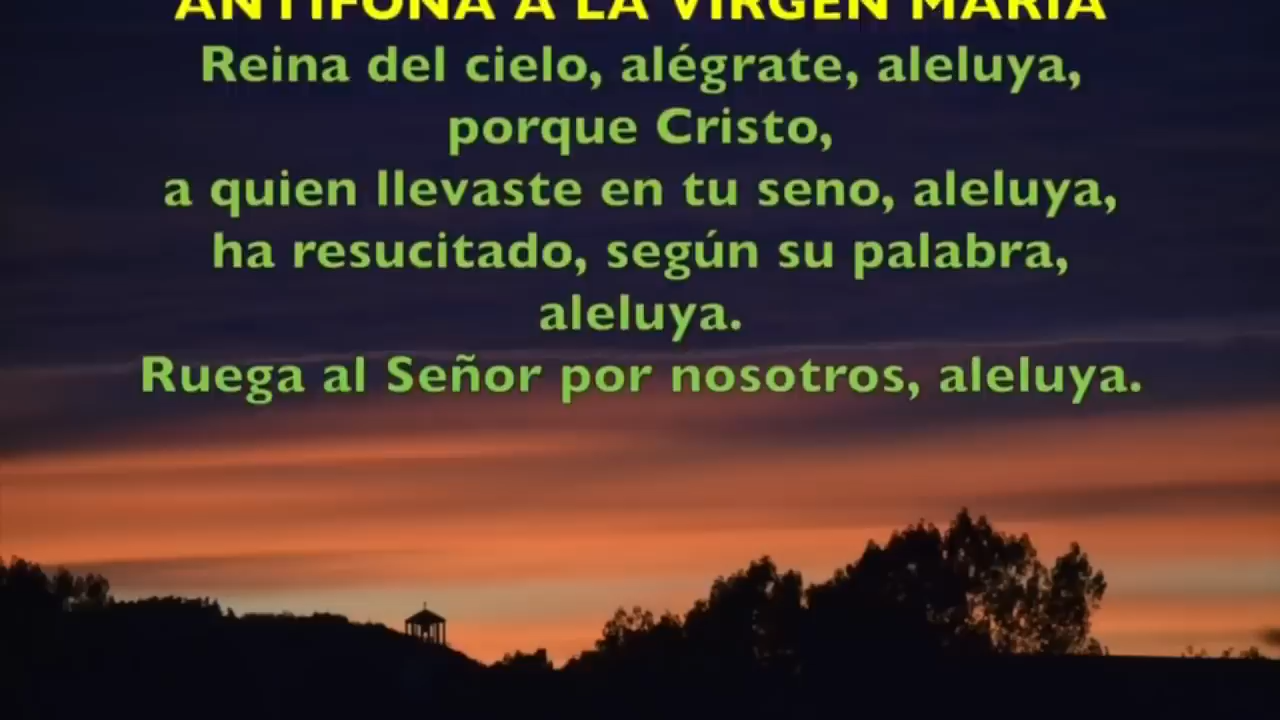 ANTÍFONA A LA VIRGEN MARÍA
Reina del cielo, alégrate, aleluya,
porque Cristo,
a quien llevaste en tu seno, aleluya,
ha resucitado, según su palabra,
aleluya.
Ruega al Señor por nosotros, aleluya.